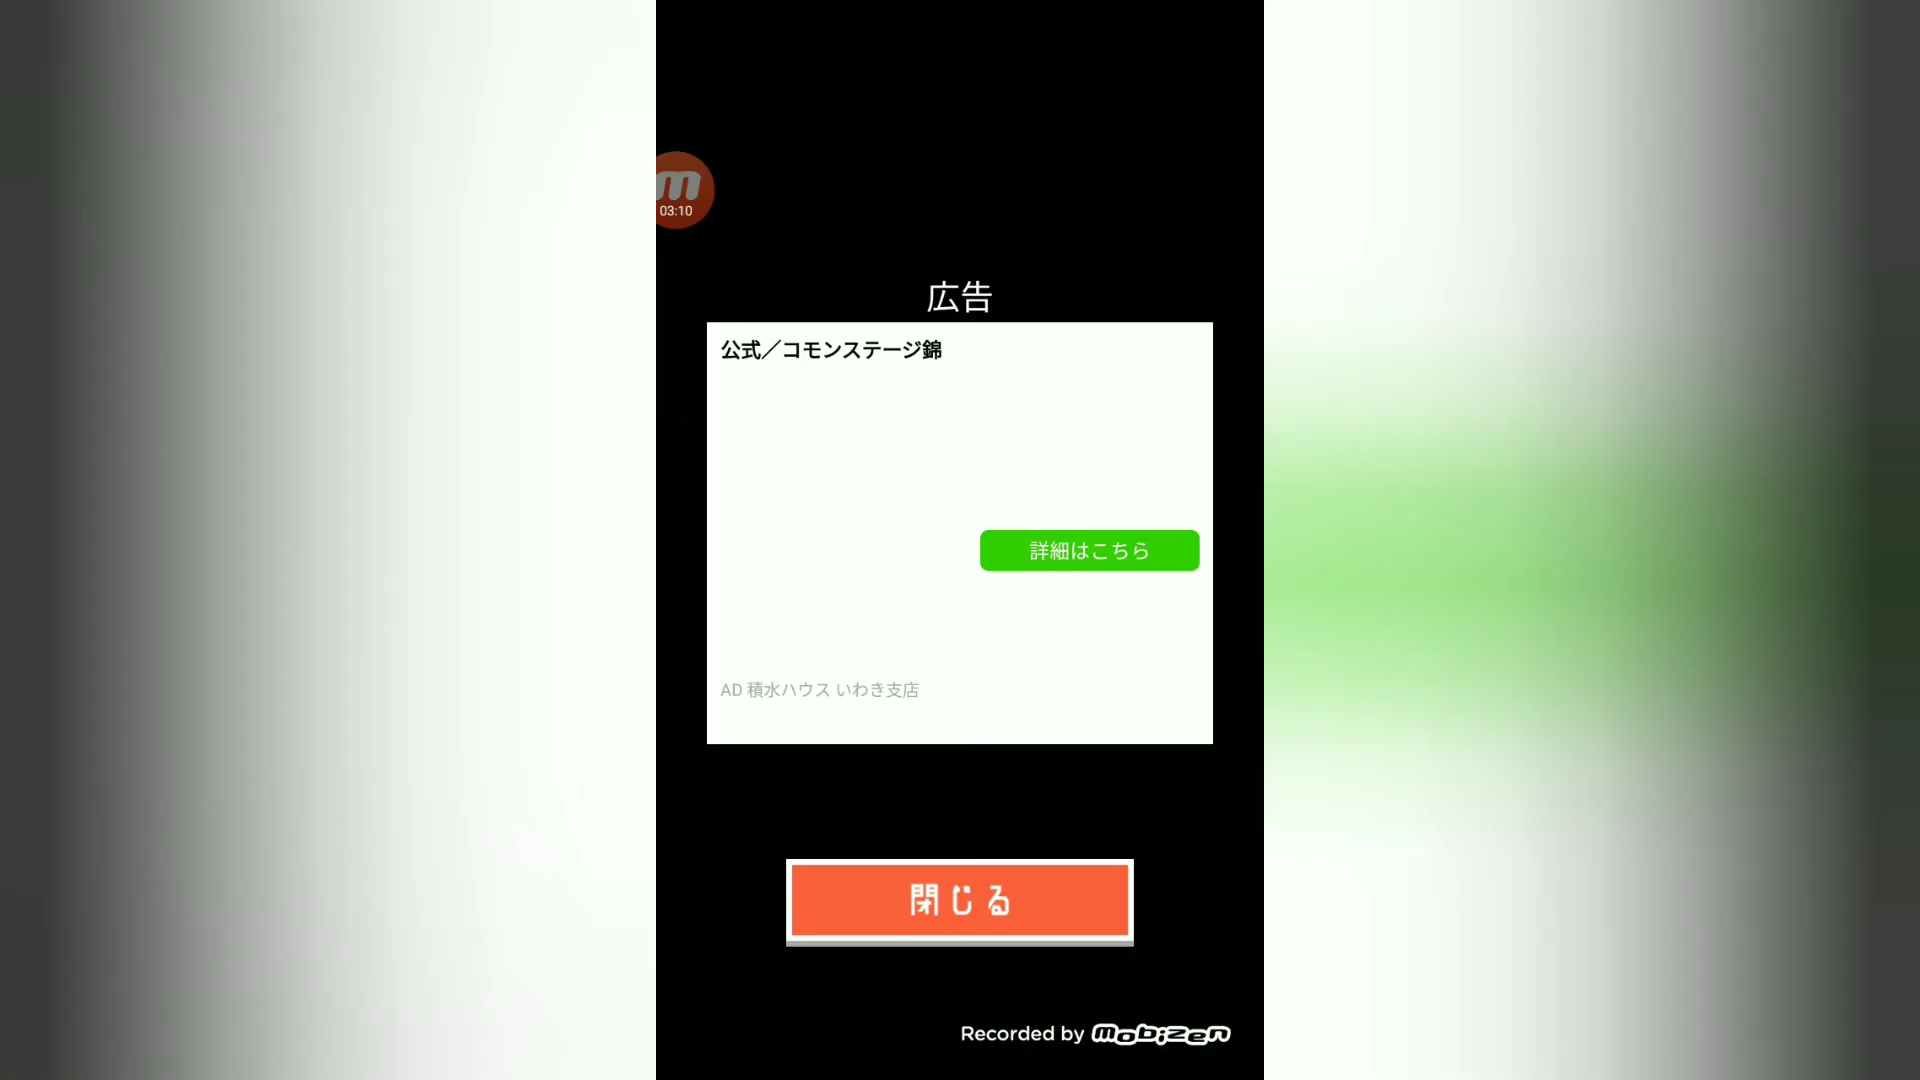 m
03:10
広告
公式／コモンステージ錦
詳細はこちら
AD 積水ハウス いわき支店
閉じる
Recorded by mobizen